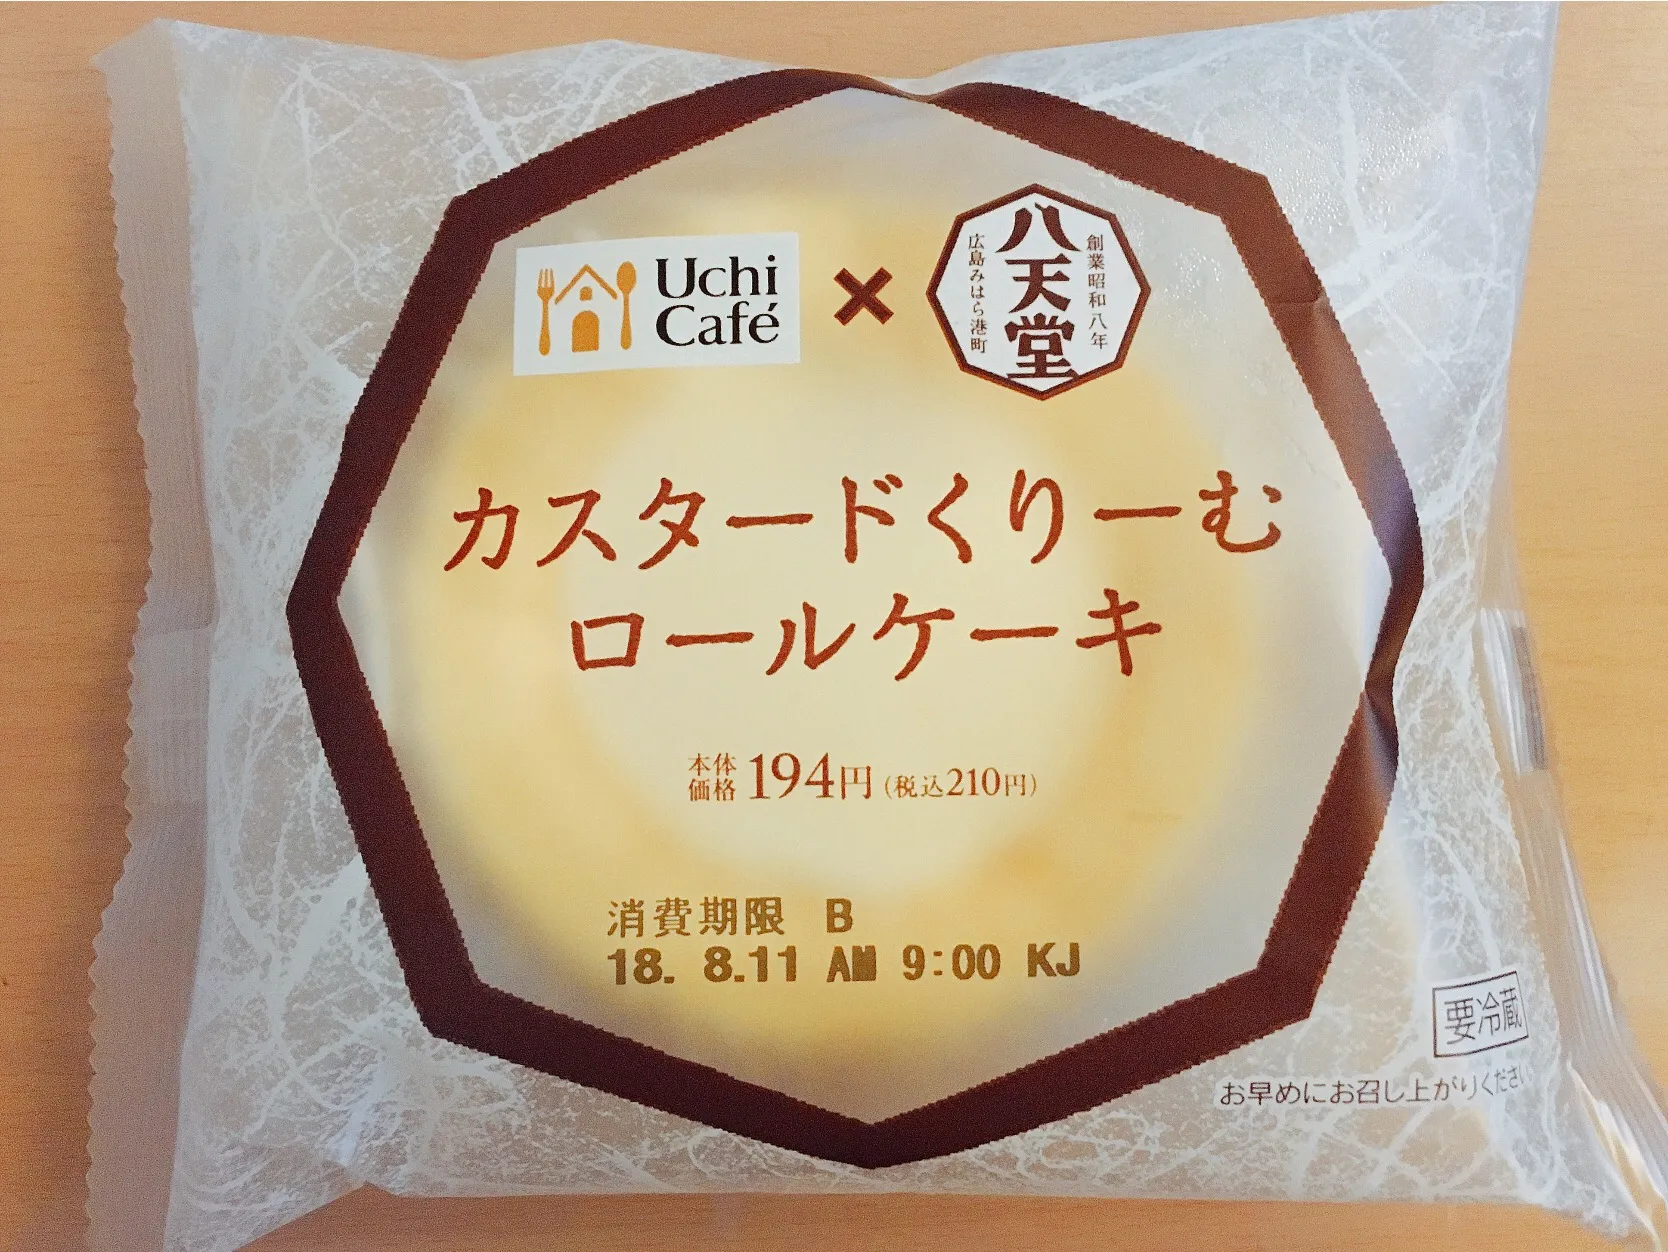 Uchi
Café
×
創業昭和八年
八天堂
広島みはら港町
カスタードくりーむ
ロールケーキ
本体
価格 194円 (税込210円)
消費期限 B
18. 8.11 AM 9:00 KJ
要冷蔵
お早めにお召し上がりください